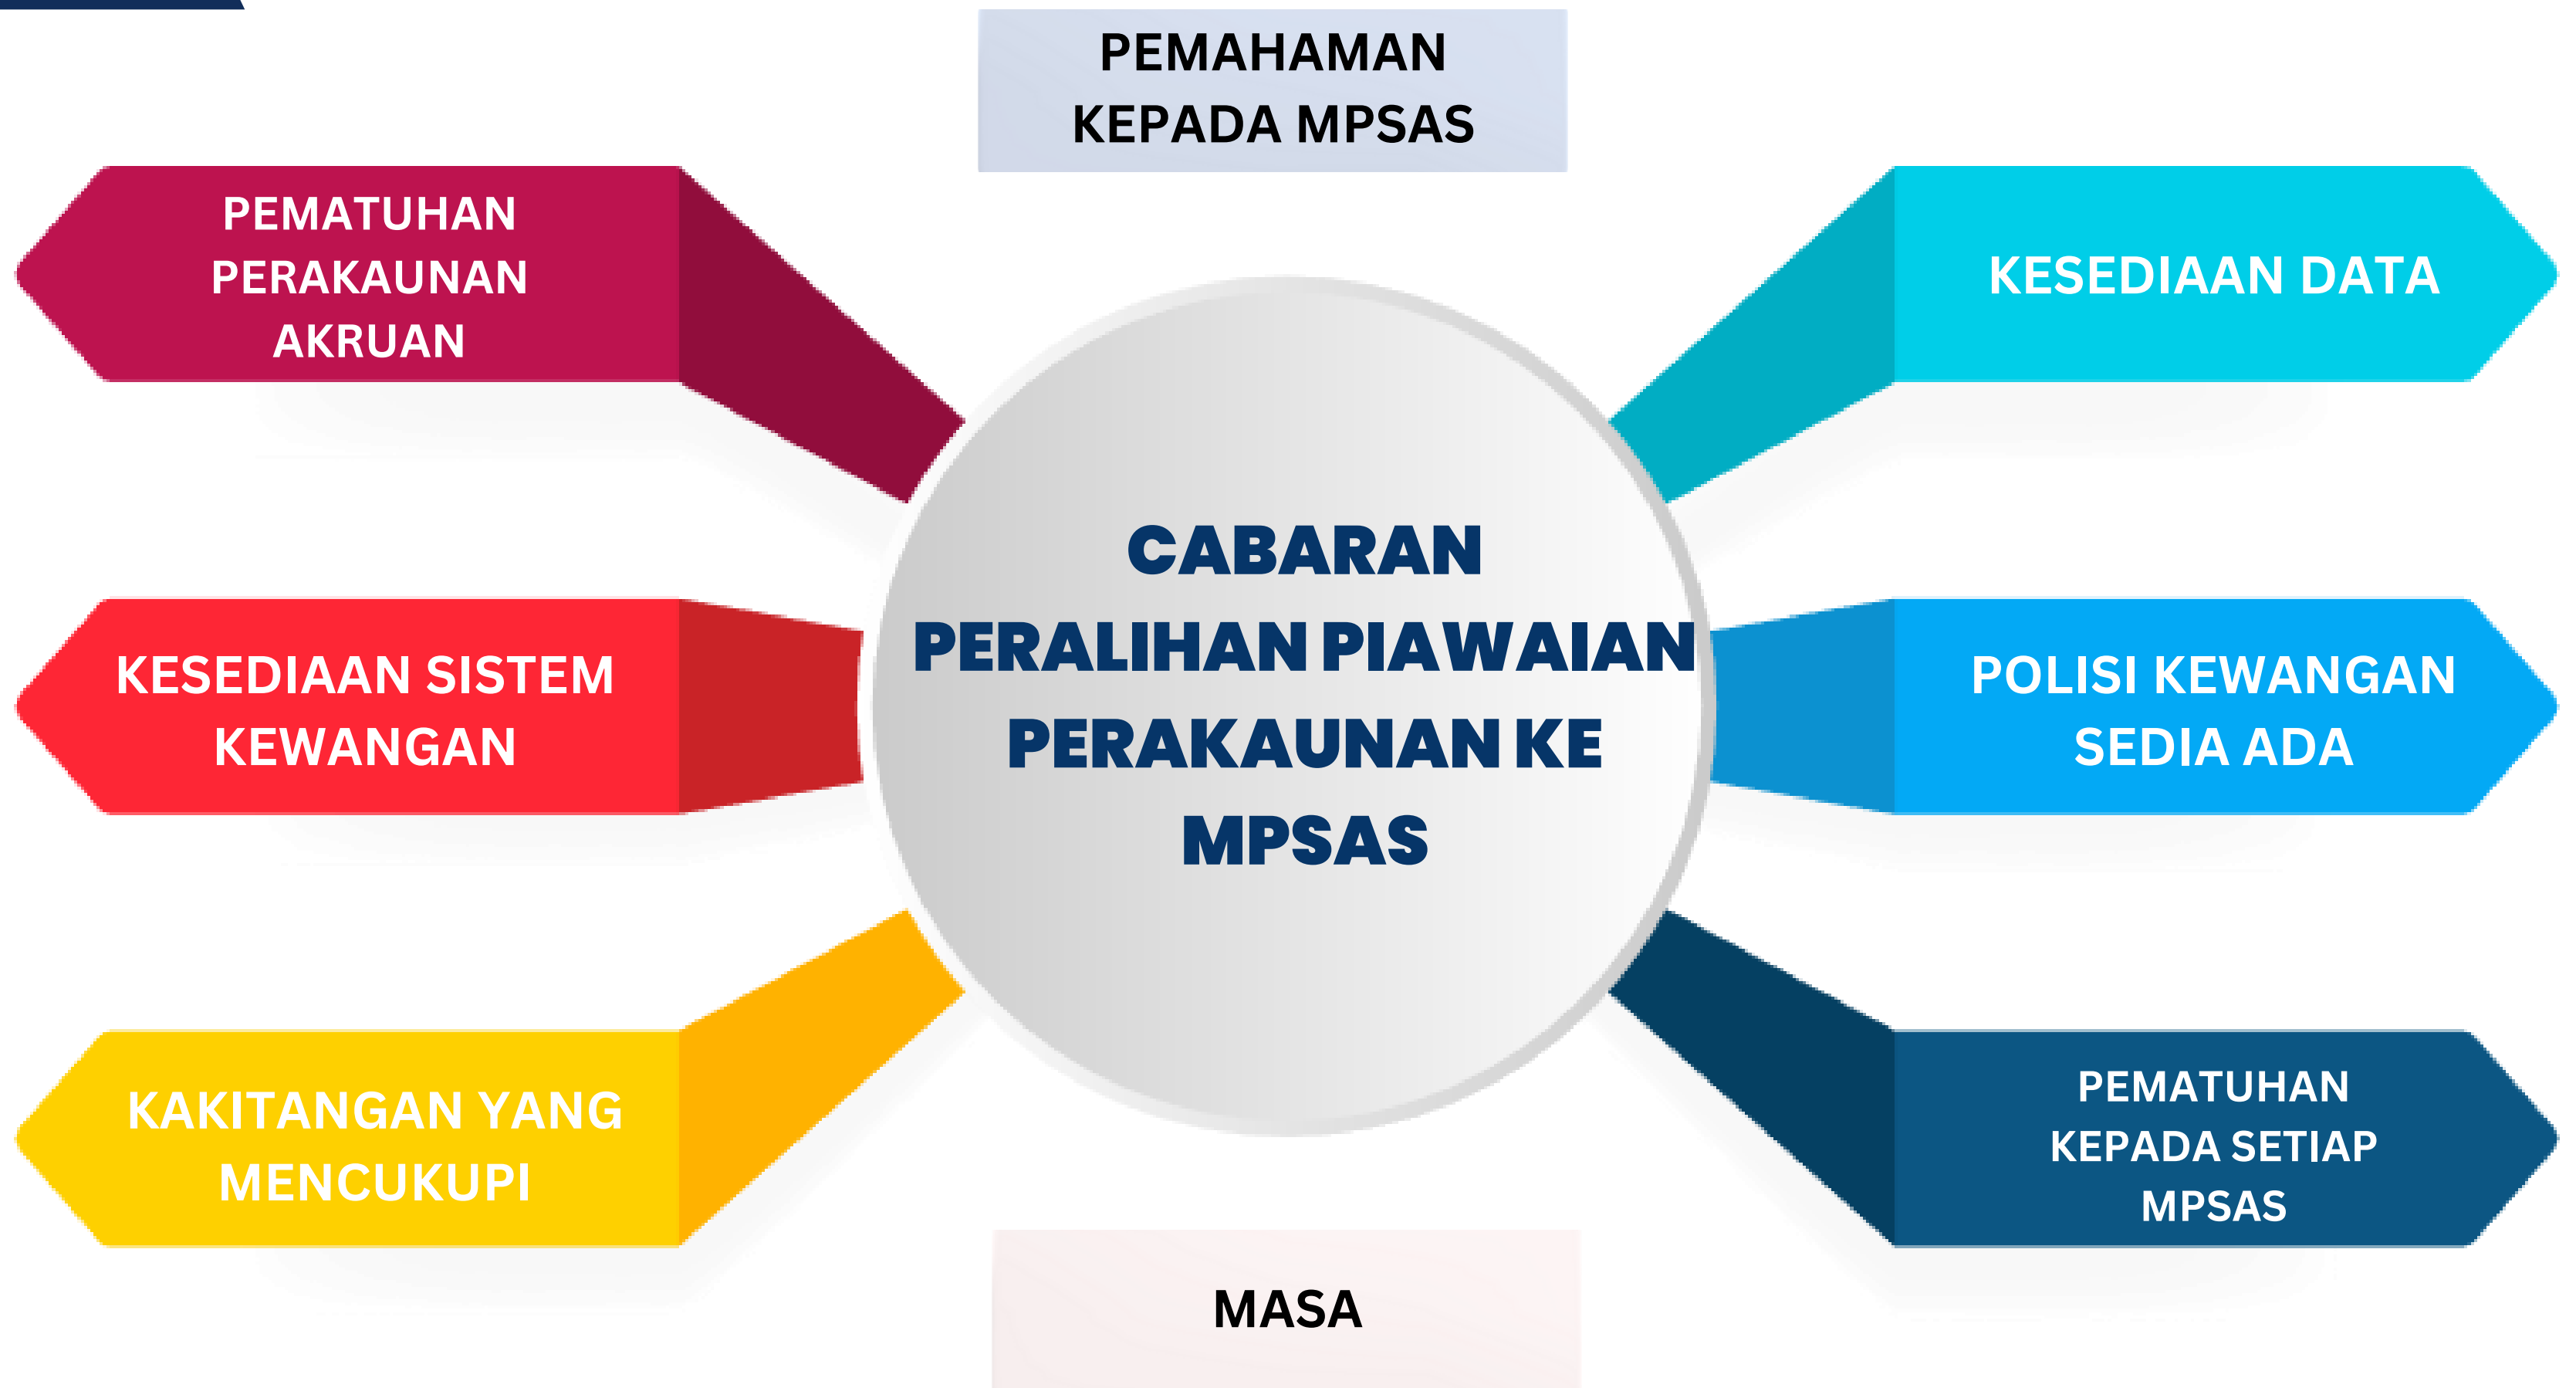 PEMAHAMAN
KEPADA MPSAS
PEMATUHAN
PERAKAUNAN
AKRUAN
KESEDIAAN DATA
CABARAN
PERALIHAN PIAWAIAN
PERAKAUNAN KE
MPSAS
KESEDIAAN SISTEM
KEWANGAN
POLISI KEWANGAN
SEDIA ADA
KAKITANGAN YANG
MENCUKUPI
PEMATUHAN
KEPADA SETIAP
MPSAS
MASA